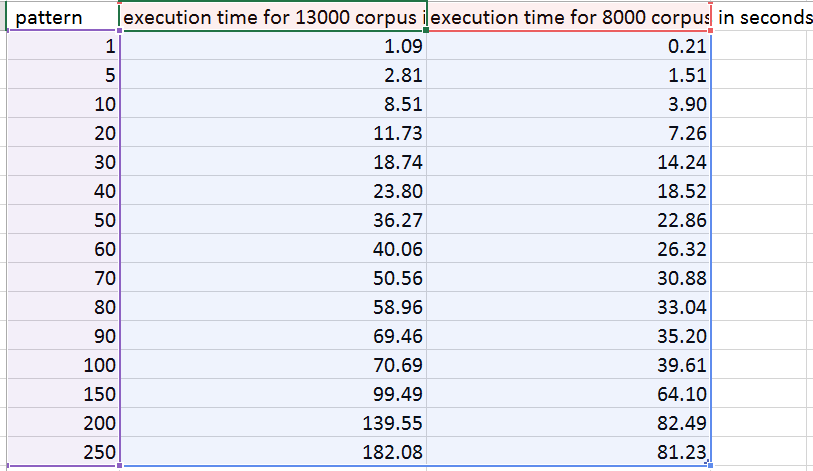 pattern execution time for 13000 corpus i execution time for 8000 corpus in seconds
1 1.09 0.21
5 2.81 1.51
10 8.51 3.90
20 11.73 7.26
30 18.74 14.24
40 23.80 18.52
50 36.27 22.86
60 40.06 26.32
70 50.56 30.88
80 58.96 33.04
90 69.46 35.20
100 70.69 39.61
150 99.49 64.10
200 139.55 82.49
250 182.08 81.23